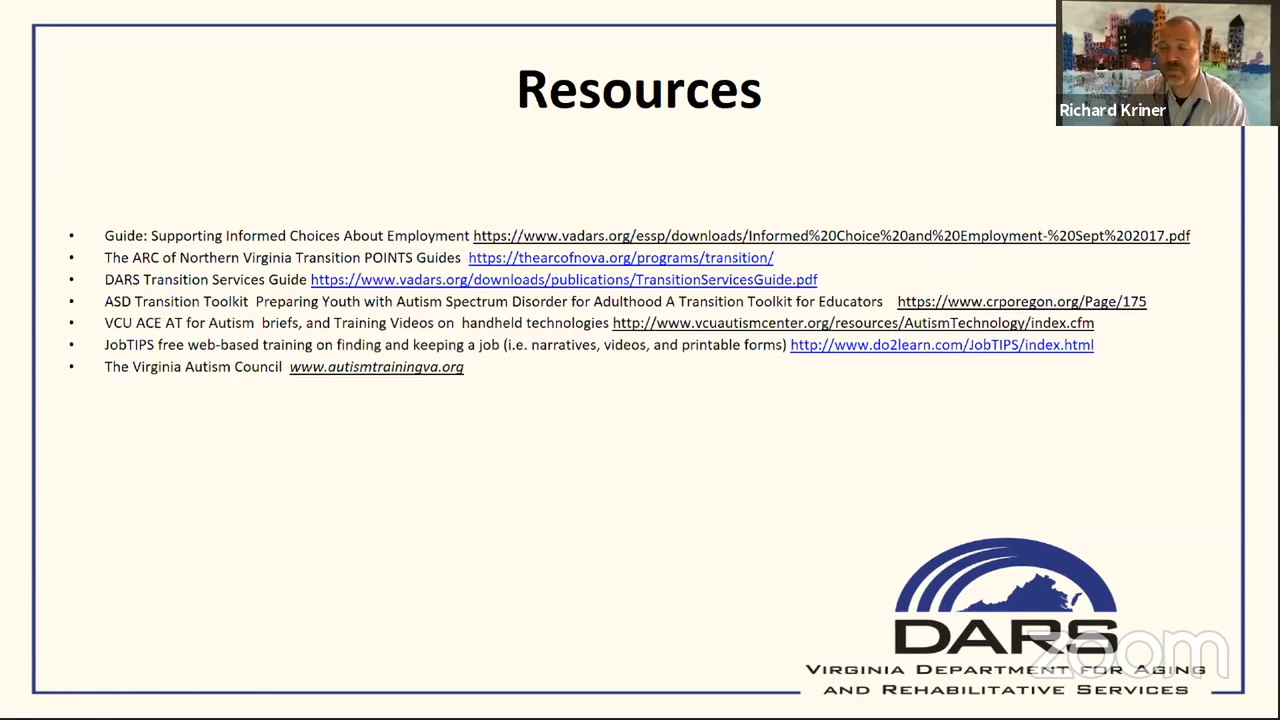 Resources
Richard Kriner
• Guide: Supporting Informed Choices About Employment https://www.vadars.org/essp/downloads/Informed%20Choice%20and%20Employment-%20Sept%202017.pdf
• The ARC of Northern Virginia Transition POINTS Guides https://thearcofnova.org/programs/transition/
• DARS Transition Services Guide https://www.vadars.org/downloads/publications/TransitionServicesGuide.pdf
• ASD Transition Toolkit Preparing Youth with Autism Spectrum Disorder for Adulthood A Transition Toolkit for Educators https://www.crporegon.org/Page/175
• VCU ACE AT for Autism briefs, and Training Videos on handheld technologies http://www.vcuautismcenter.org/resources/AutismTechnology/index.cfm
• JobTIPS free web-based training on finding and keeping a job (i.e. narratives, videos, and printable forms) http://www.do2learn.com/JobTIPS/index.html
• The Virginia Autism Council www.autismtrainingva.org
DARS
zoom
VIRGINIA DEPARTMENT FOR AGING
AND REHABILITATIVE SERVICES